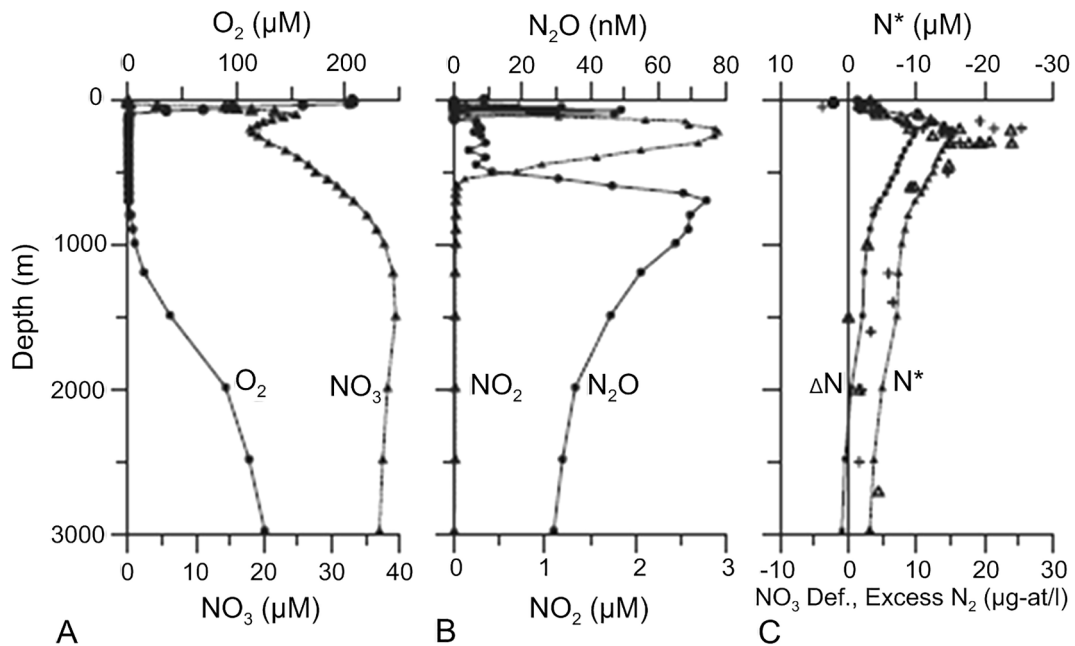 O₂ (µM)
0 100 200
N₂O (nM)
0 20 40 60 80
N* (µM)
10 0 -10 -20 -30
Depth (m)
0
1000
2000
3000
O₂
NO₃
NO₂
N₂O
ΔN
N*
0 10 20 30 40
NO₃ (µM)
0 1 2 3
NO₂ (µM)
-10 0 10 20 30
NO₃ Def., Excess N₂ (µg-at/l)
A
B
C